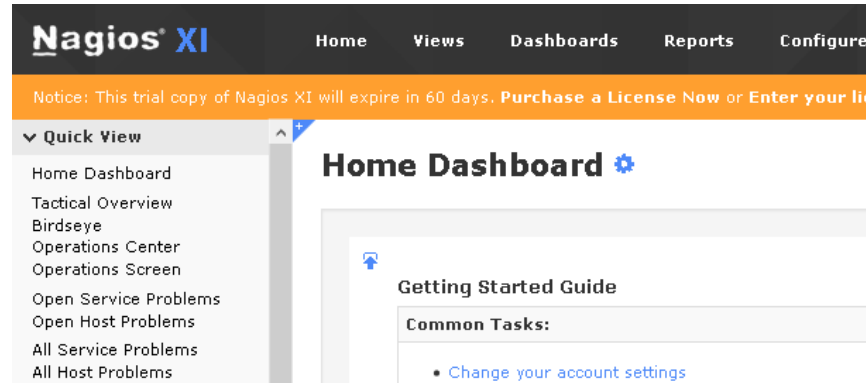 Nagios® XI
Home Views Dashboards Reports Configure
Notice: This trial copy of Nagios XI will expire in 60 days. Purchase a License Now or Enter your
Quick View
Home Dashboard
Tactical Overview
Birdseye
Operations Center
Operations Screen
Open Service Problems
Open Host Problems
All Service Problems
All Host Problems
Home Dashboard
Getting Started Guide
Common Tasks:
• Change your account settings